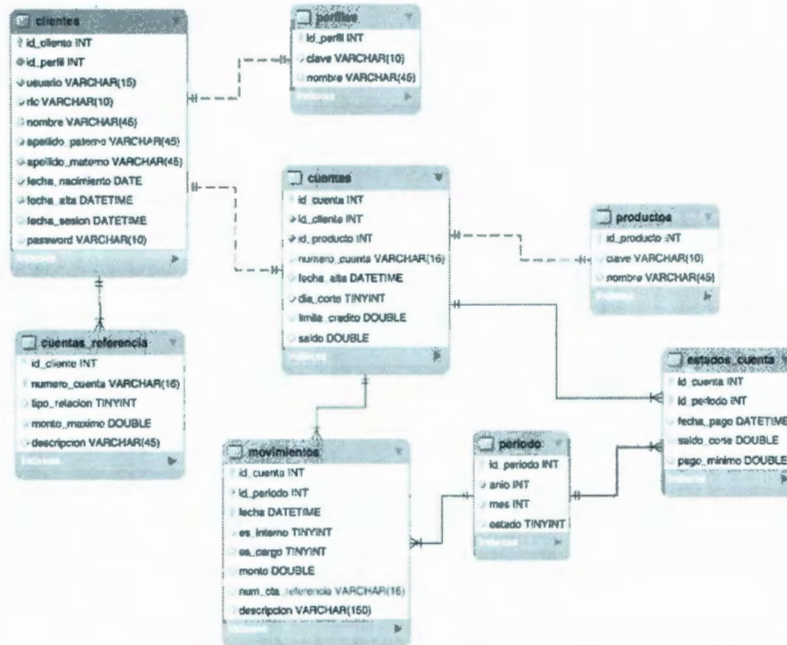 clientes
id_cliente INT
id_perfil INT
usuario VARCHAR(15)
rfc VARCHAR(10)
nombre VARCHAR(45)
apellido_paterno VARCHAR(45)
apellido_materno VARCHAR(45)
fecha_nacimiento DATE
fecha_alta DATETIME
fecha_sesion DATETIME
password VARCHAR(10)
perfiles
id_perfil INT
clave VARCHAR(10)
nombre VARCHAR(45)
Indexes
cuentas
id_cuenta INT
id_cliente INT
id_producto INT
numero_cuenta VARCHAR(16)
fecha_alta DATETIME
dia_corte TINYINT
limite_credito DOUBLE
saldo DOUBLE
productos
id_producto INT
clave VARCHAR(10)
nombre VARCHAR(45)
cuentas_referencia
id_cliente INT
numero_cuenta VARCHAR(16)
tipo_relacion TINYINT
monto_maximo DOUBLE
descripcion VARCHAR(45)
estados_cuenta
id_cuenta INT
id_periodo INT
fecha_pago DATETIME
saldo_corte DOUBLE
pago_minimo DOUBLE
movimientos
id_cuenta INT
id_periodo INT
fecha DATETIME
es_interno TINYINT
es_cargo TINYINT
monto DOUBLE
num_cta_referencia VARCHAR(16)
descripcion VARCHAR(150)
periodo
id_periodo INT
anio INT
mes INT
estado TINYINT